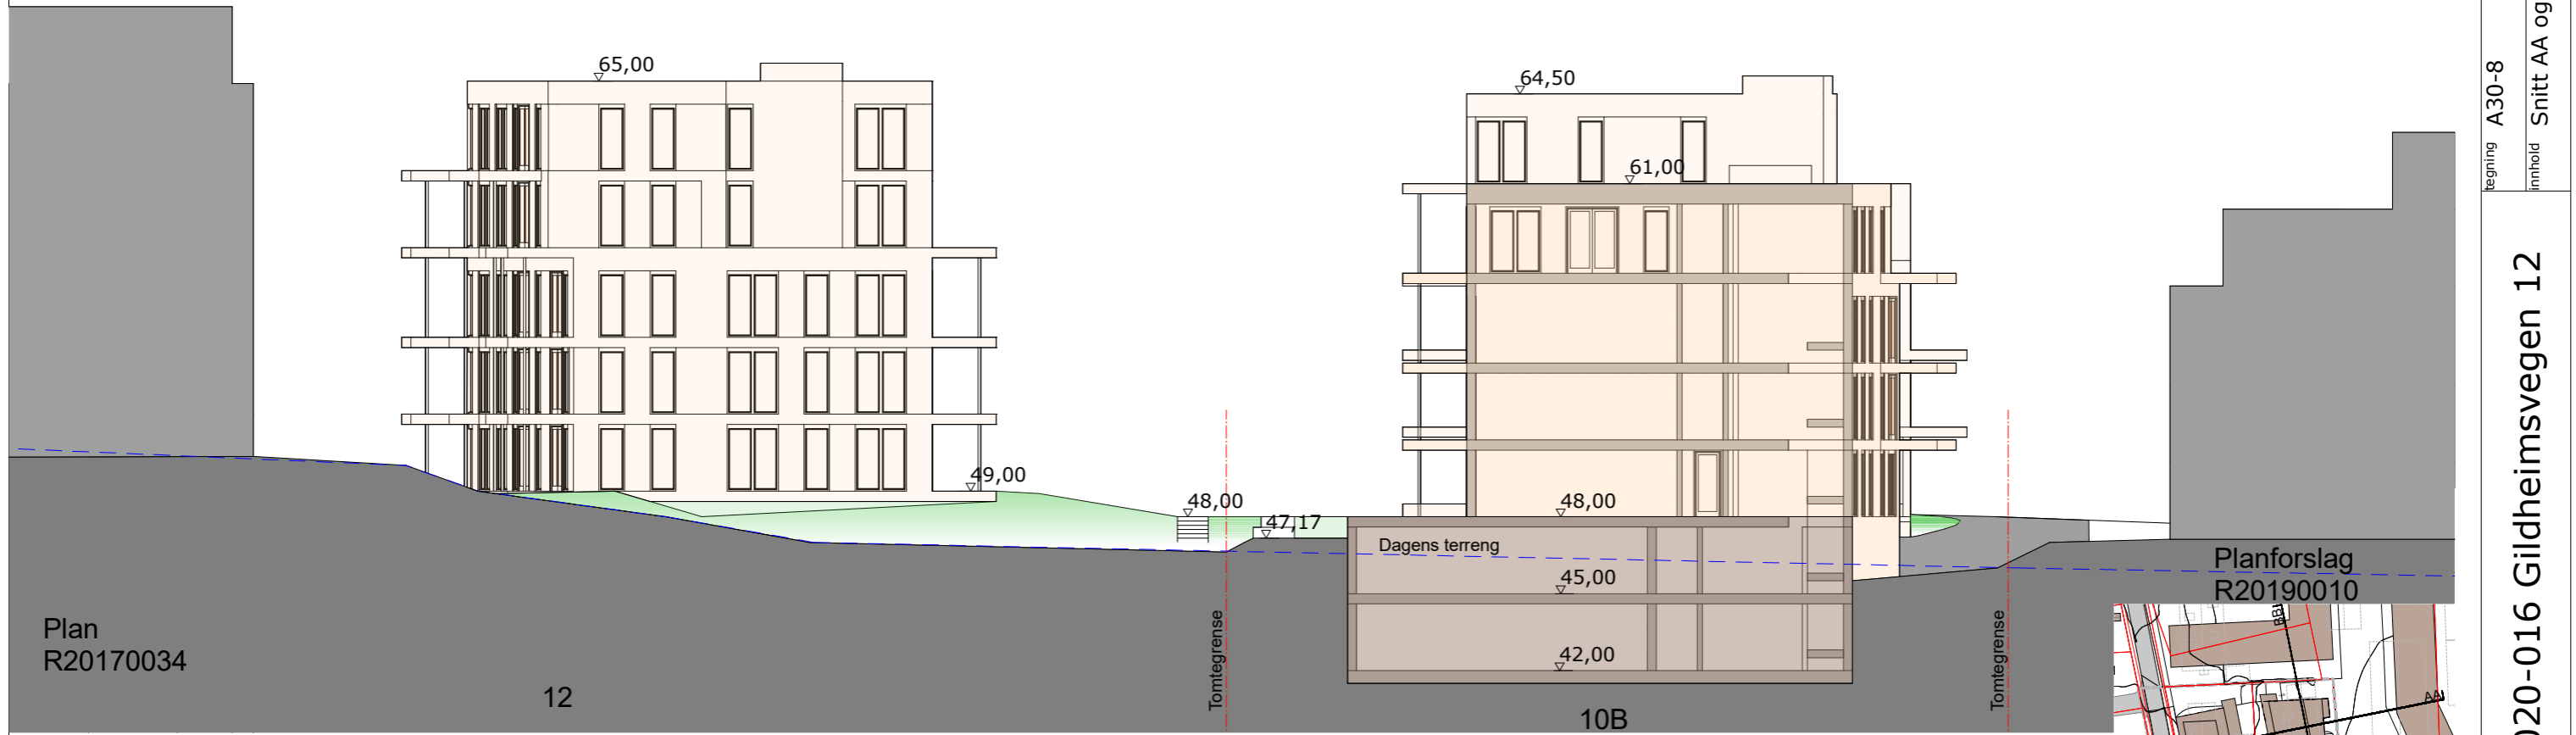 65,00
64,50
61,00
49,00
48,00
47,17
48,00
Dagens terreng
45,00
42,00
Plan
R20170034
12
Tomtegrense
10B
Tomtegrense
Planforslag
R20190010
AA
tegning A30-8
innhold Snitt AA og
020-016 Gildheimsvegen 12